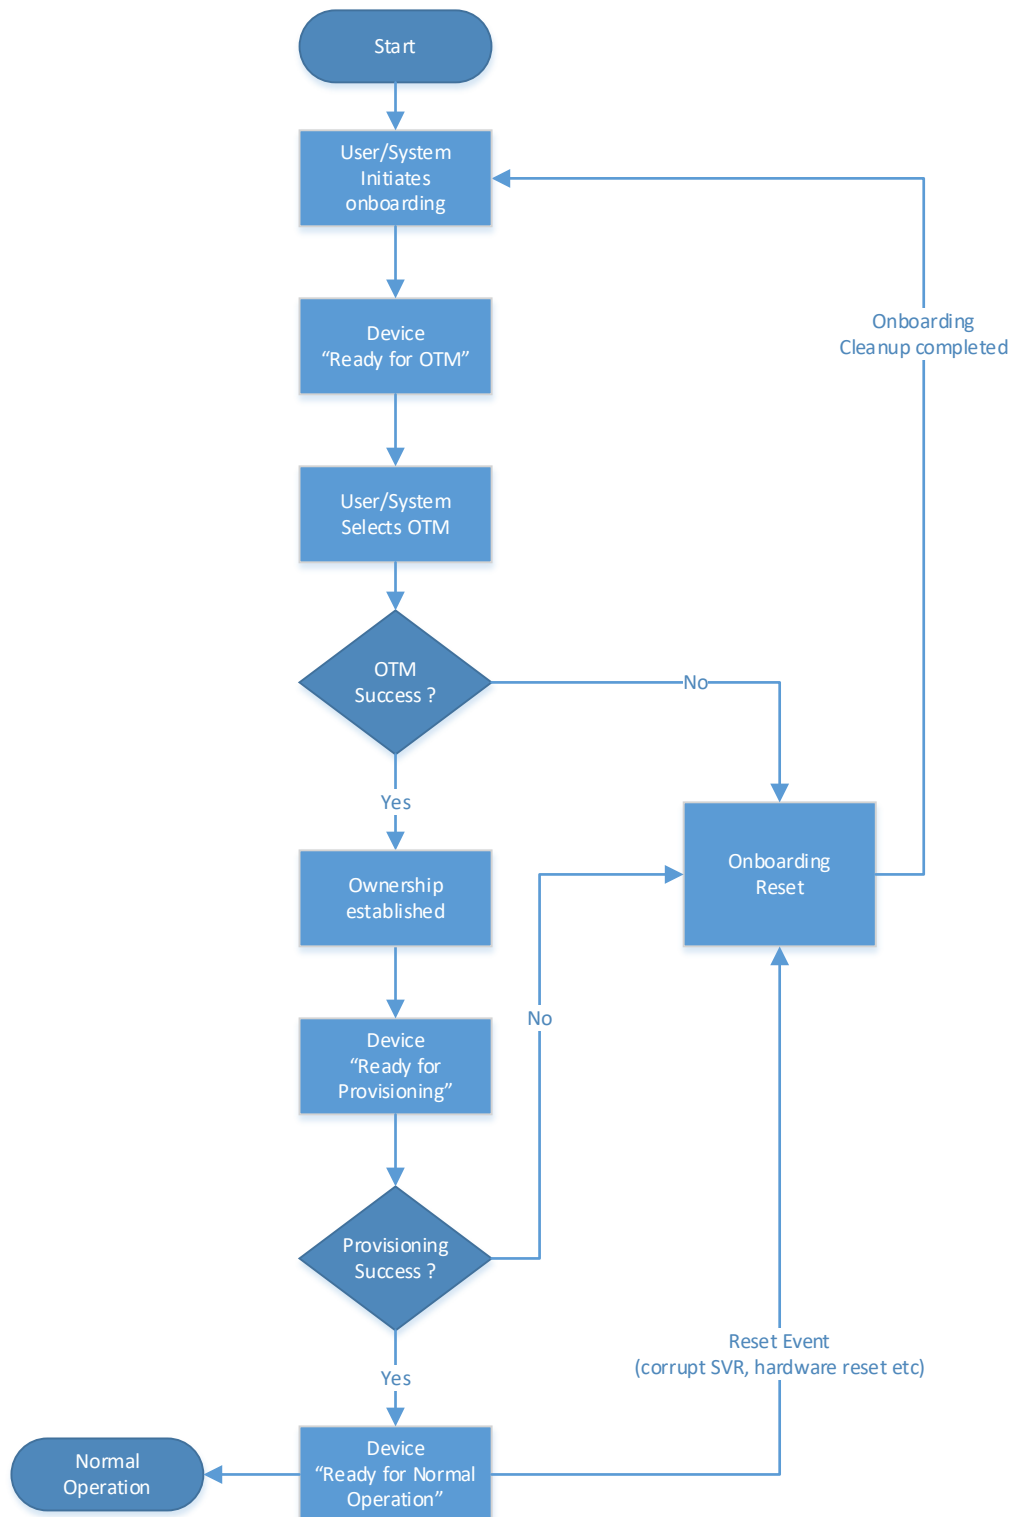 Start
User/System
Initiates
onboarding
Device
“Ready for OTM”
Onboarding
Cleanup completed
User/System
Selects OTM
OTM
Success ?
No
Yes
Ownership
established
Onboarding
Reset
No
Device
“Ready for
Provisioning”
Provisioning
Success ?
Reset Event
(corrupt SVR, hardware reset etc)
Yes
Normal
Operation
Device
“Ready for Normal
Operation”